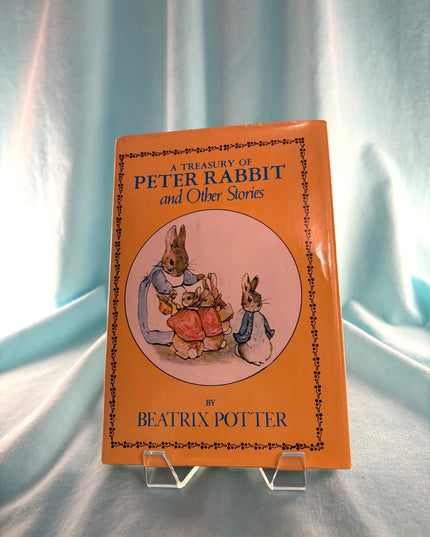 A TREASURY OF
PETER RABBIT
and Other Stories
BY
BEATRIX POTTER